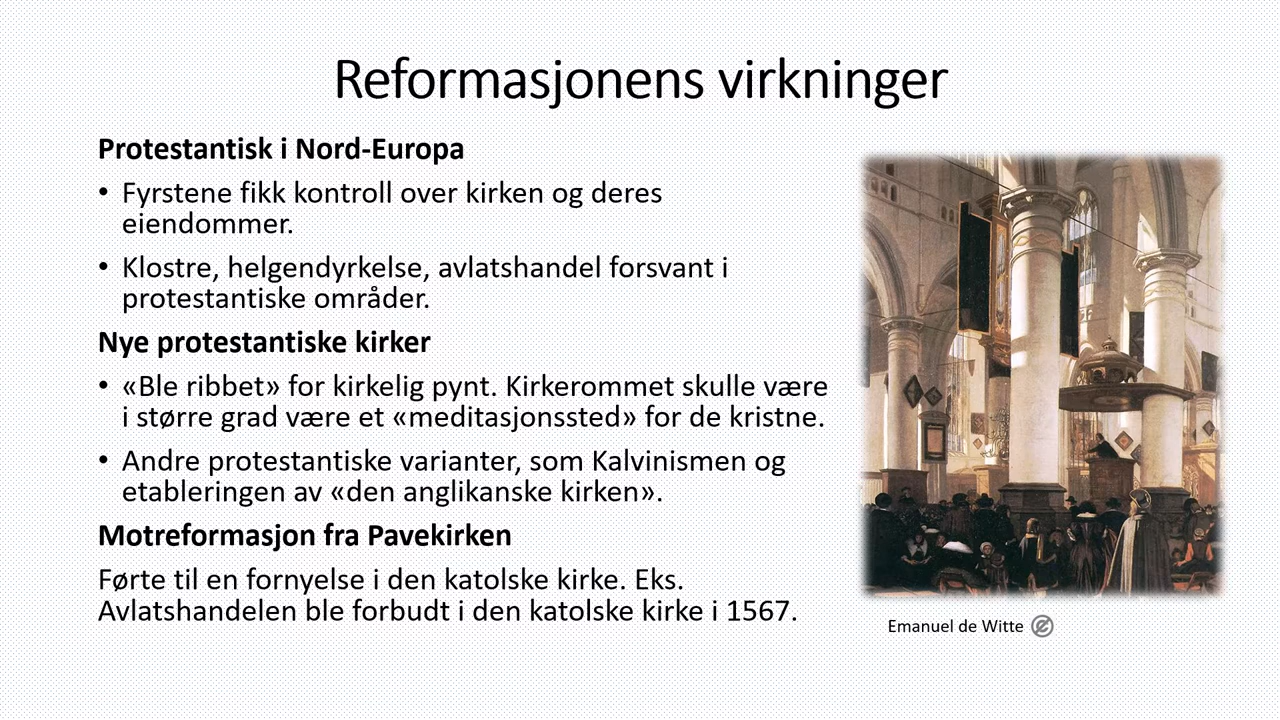 Reformasjonens virkninger
Protestantisk i Nord-Europa
• Fyrstene fikk kontroll over kirken og deres
eiendommer.
• Klostre, helgendyrkelse, avlatshandel forsvant i
protestantiske områder.
Nye protestantiske kirker
• «Ble ribbet» for kirkelig pynt. Kirkerommet skulle være
i større grad være et «meditasjonssted» for de kristne.
• Andre protestantiske varianter, som Kalvinismen og
etableringen av «den anglikanske kirken».
Motreformasjon fra Pavekirken
Førte til en fornyelse i den katolske kirke. Eks.
Avlatshandelen ble forbudt i den katolske kirke i 1567.
Emanuel de Witte